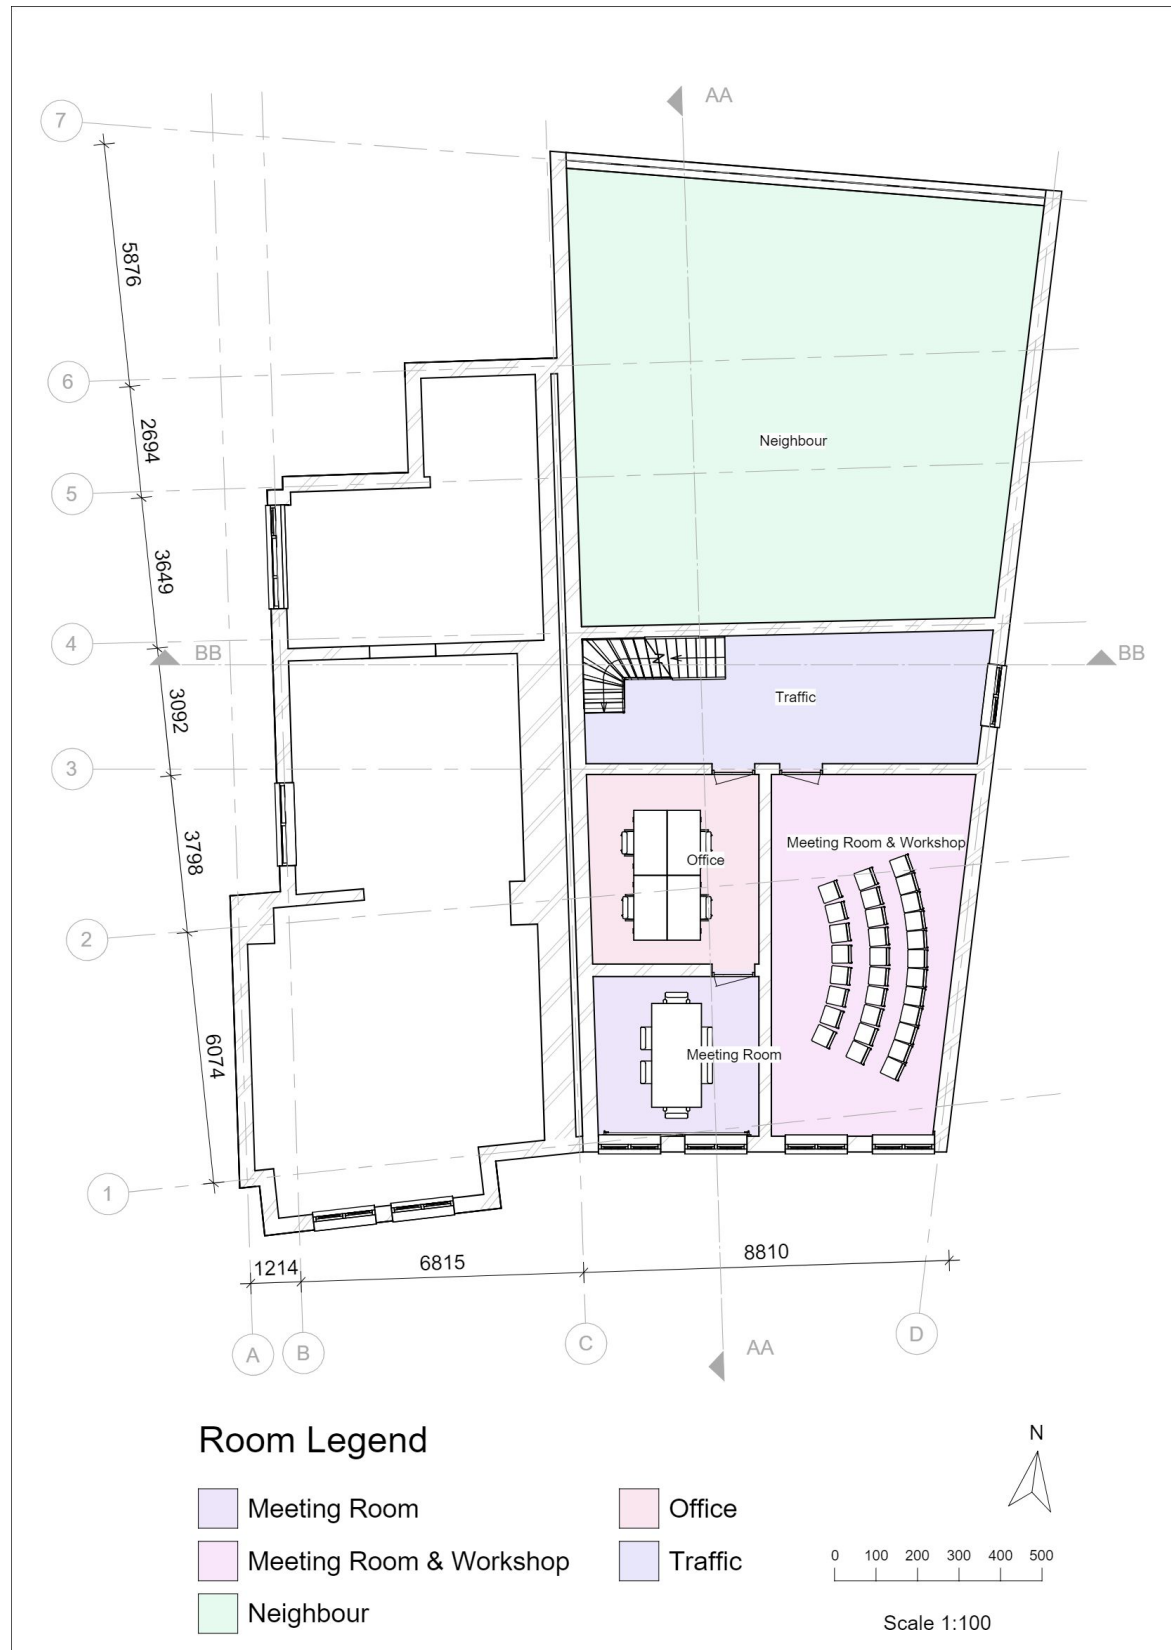 AA
7
5876
6
2694
Neighbour
5
3649
4
BB
BB
3092
Traffic
3
3798
Meeting Room & Workshop
Office
2
6074
Meeting Room
1
1214
6815
8810
A
B
C
D
AA
Room Legend
N
Meeting Room
Office
Meeting Room & Workshop
Traffic
Neighbour
0 100 200 300 400 500
Scale 1:100